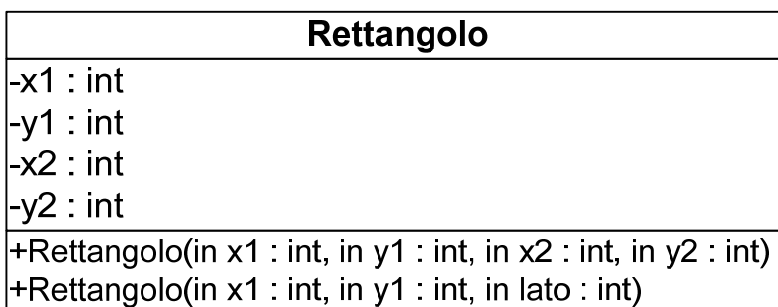 Rettangolo
-x1 : int
-y1 : int
-x2 : int
-y2 : int
+Rettangolo(in x1 : int, in y1 : int, in x2 : int, in y2 : int)
+Rettangolo(in x1 : int, in y1 : int, in lato : int)